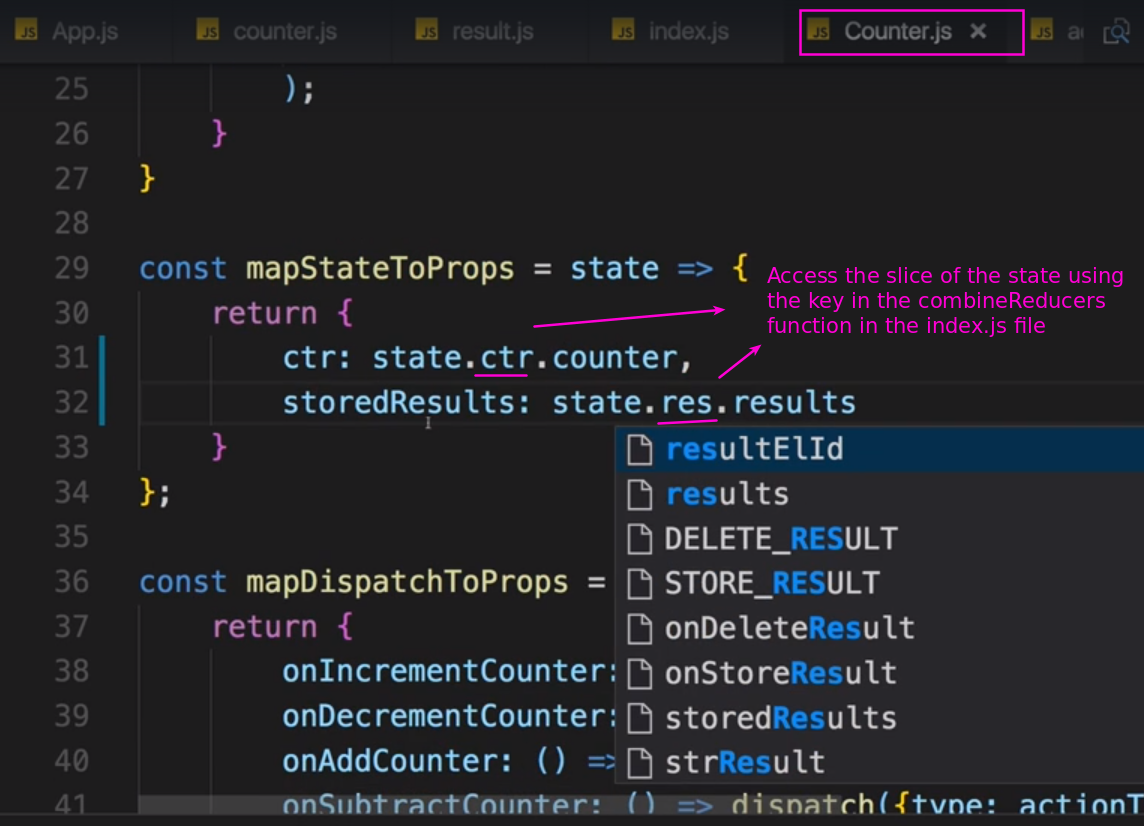 JS App.js JS counter.js JS result.js JS index.js JS Counter.js × JS
25 );
26 }
27 }
28
29 const mapStateToProps = state => {
30 return {
31 ctr: state.ctr.counter,
32 storedResults: state.res.results
33 }
34 };
35
36 const mapDispatchToProps =
37 return {
38 onIncrementCounter:
39 onDecrementCounter:
40 onAddCounter: () =>
41 onSubtractCounter: () => dispatch({type: actionT
Access the slice of the state using
the key in the combineReducers
function in the index.js file
resultElId
results
DELETE_RESULT
STORE_RESULT
onDeleteResult
onStoreResult
storedResults
strResult